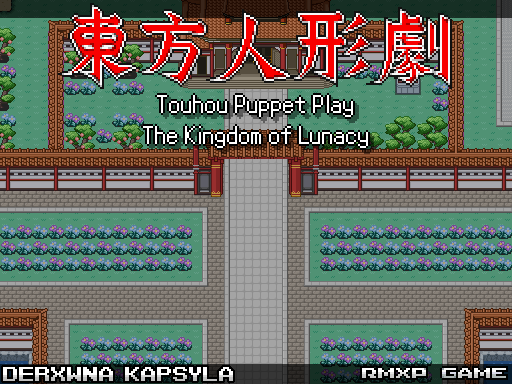 東方人形劇
Touhou Puppet Play
The Kingdom of Lunacy
DERXWNA KAPSYLA
RMXP GAME